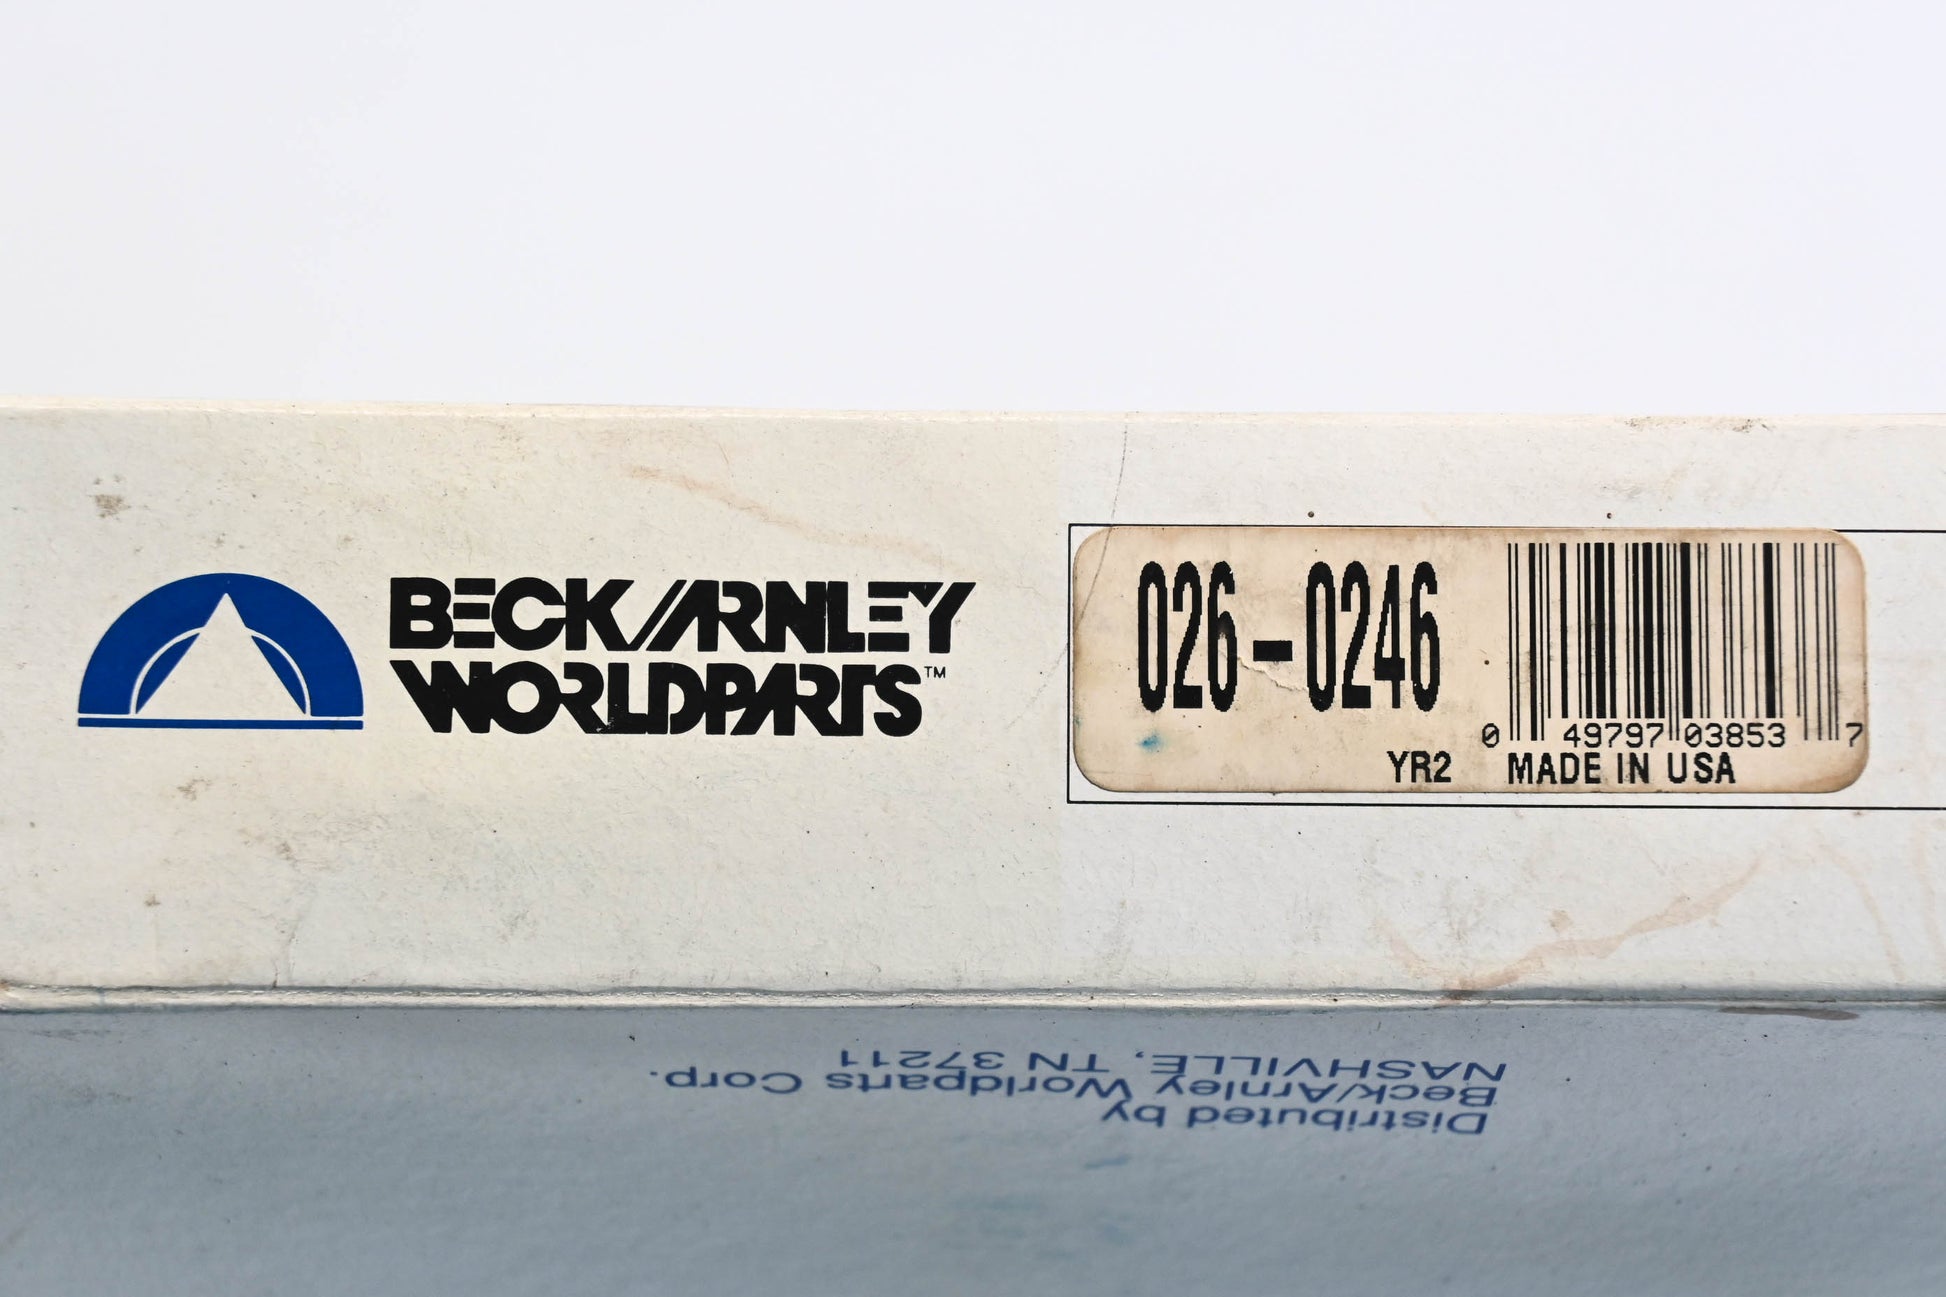 BECK/ARNLEY
WORLDPARTS™
026-0246
0 49797 03853 7
YR2 MADE IN USA
Distributed by
Beck/Arnley Worldparts Corp.
NASHVILLE, TN 37211